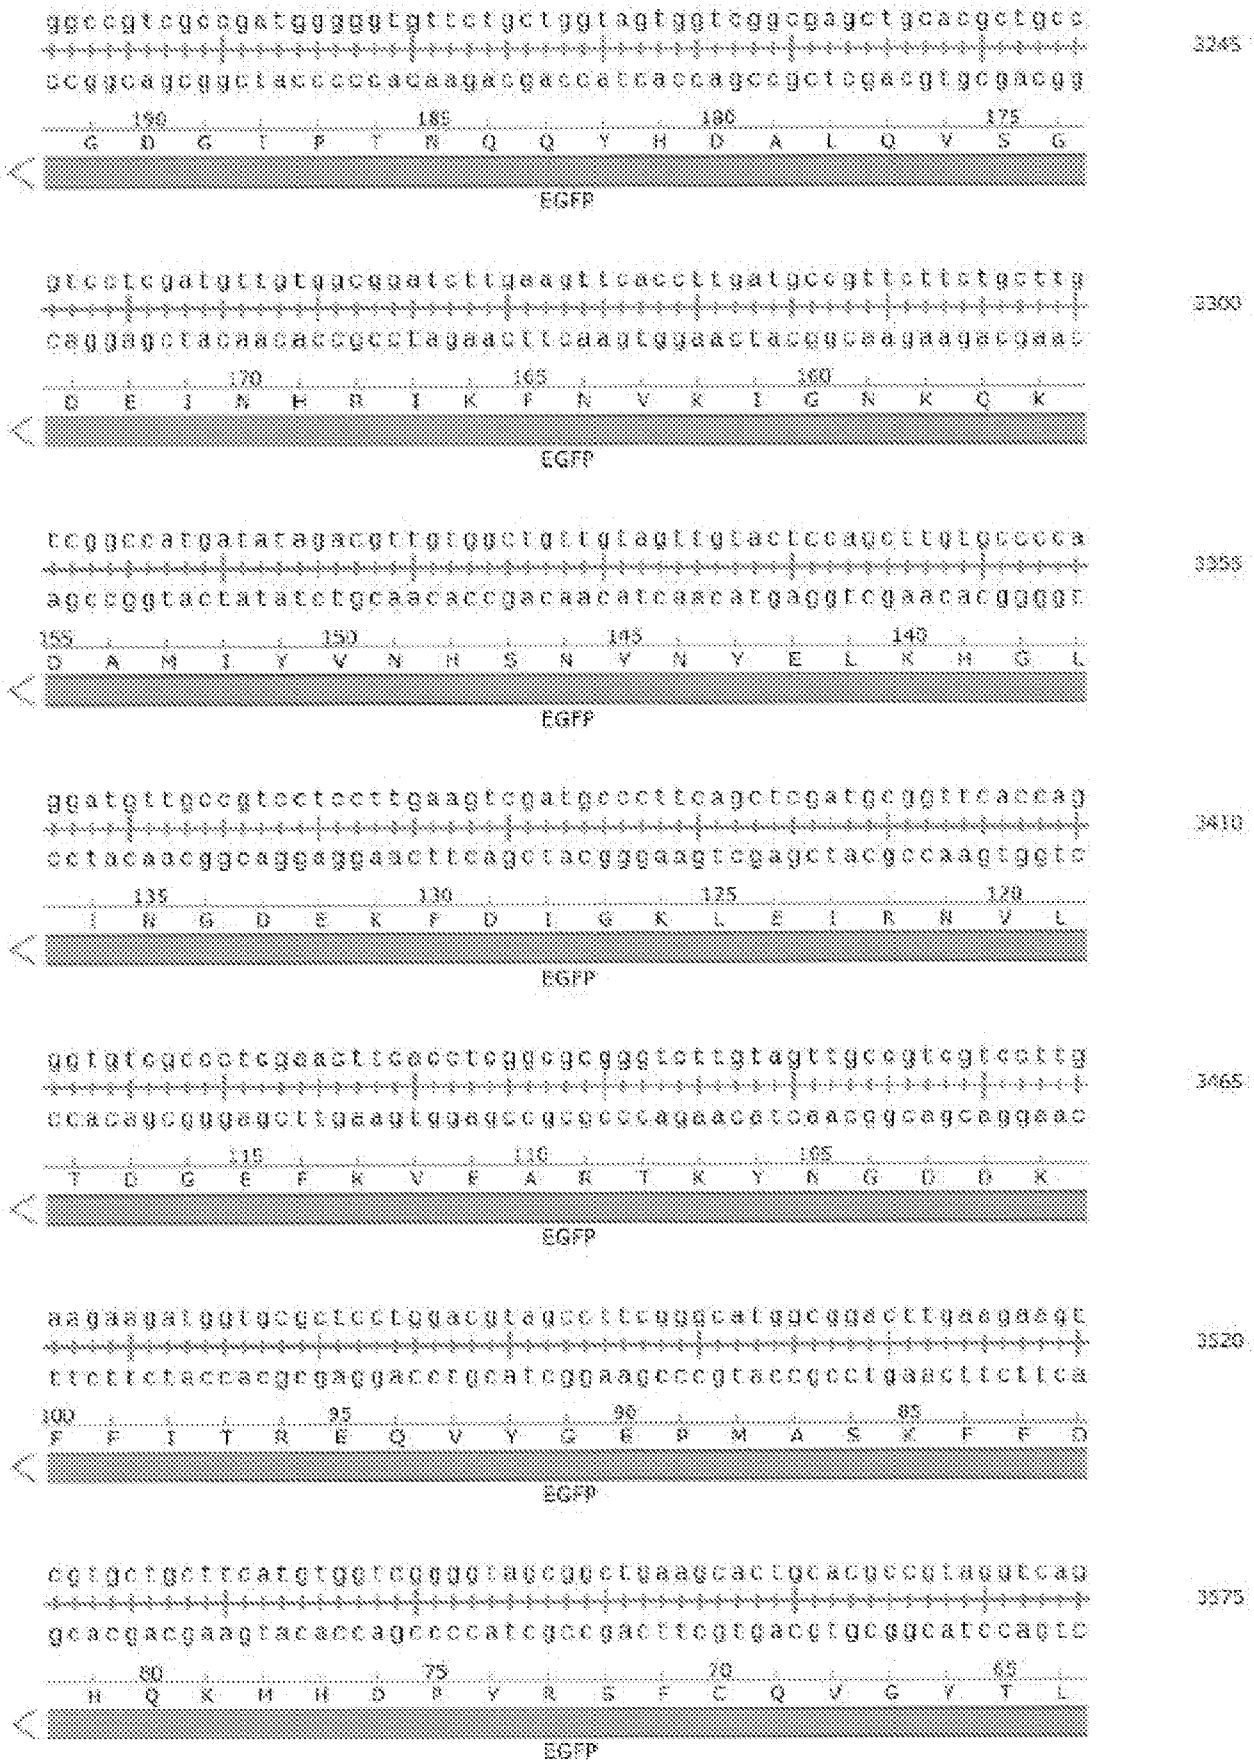 ggccgtcgccgatgggggtgttctgctggtagtggtcggcgagctgcacgctgcc
3245
ccggcagcggctacccccacaagacgaccatcaccagccgctcgacgtgcgacgg
190 185 180 175
G D G I P T N Q Q Y H D A L Q V S G
EGFP
gtcctcgatgttgtggcggatcttgaagttcaccttgatgccgttcttctgcttg
3300
caggagctacaacaccgcctagaacttcaagtggaactacggcaagaagacgaac
170 165 160
D E I N H R I K F N V K I G N K Q K
EGFP
tcggccatgatatagacgttgtggctgttgtagttgtactccagcttgtgcccca
3355
agccggtactatatctgcaacaccgacaacatcaacatgaggtcgaacacggggt
155 150 145 140
D A M I Y V N H S N Y N Y E L K H G L
EGFP
ggatgttgccgtcctccttgaagtcgatgcccttcagctcgatgcggttcaccag
3410
cctacaacggcaggaggaacttcagctacgggaagtcgagctacgccaagtggtc
135 130 125 120
I N G D E K F D I G K L E I R N V L
EGFP
ggtgtcgccctcgaacttcacctcggcgcgggtcttgtagttgccgtcgtccttg
3465
ccacagcgggagcttgaagtggagccgcgcccagaacatcaacggcagcaggaac
115 110 105
T D G E F K V E A R T K Y N G D D K
EGFP
aagaagatggtgcgctcctggacgtagccttcgggcatggcggacttgaagaagt
3520
ttcttctaccacgcgaggacctgcatcggaagcccgtaccgcctgaacttcttca
100 95 90 85
F F I T R E Q V Y G E P M A S K F F D
EGFP
cgtgctgcttcatgtggtcggggtagcggctgaagcactgcacgccgtaggtcag
3575
gcacgacgaagtacaccagccccatcgccgacttcgtgacgtgcggcatccagtc
80 75 70 65
H Q K M H D P Y R S F C Q V G Y T L
EGFP